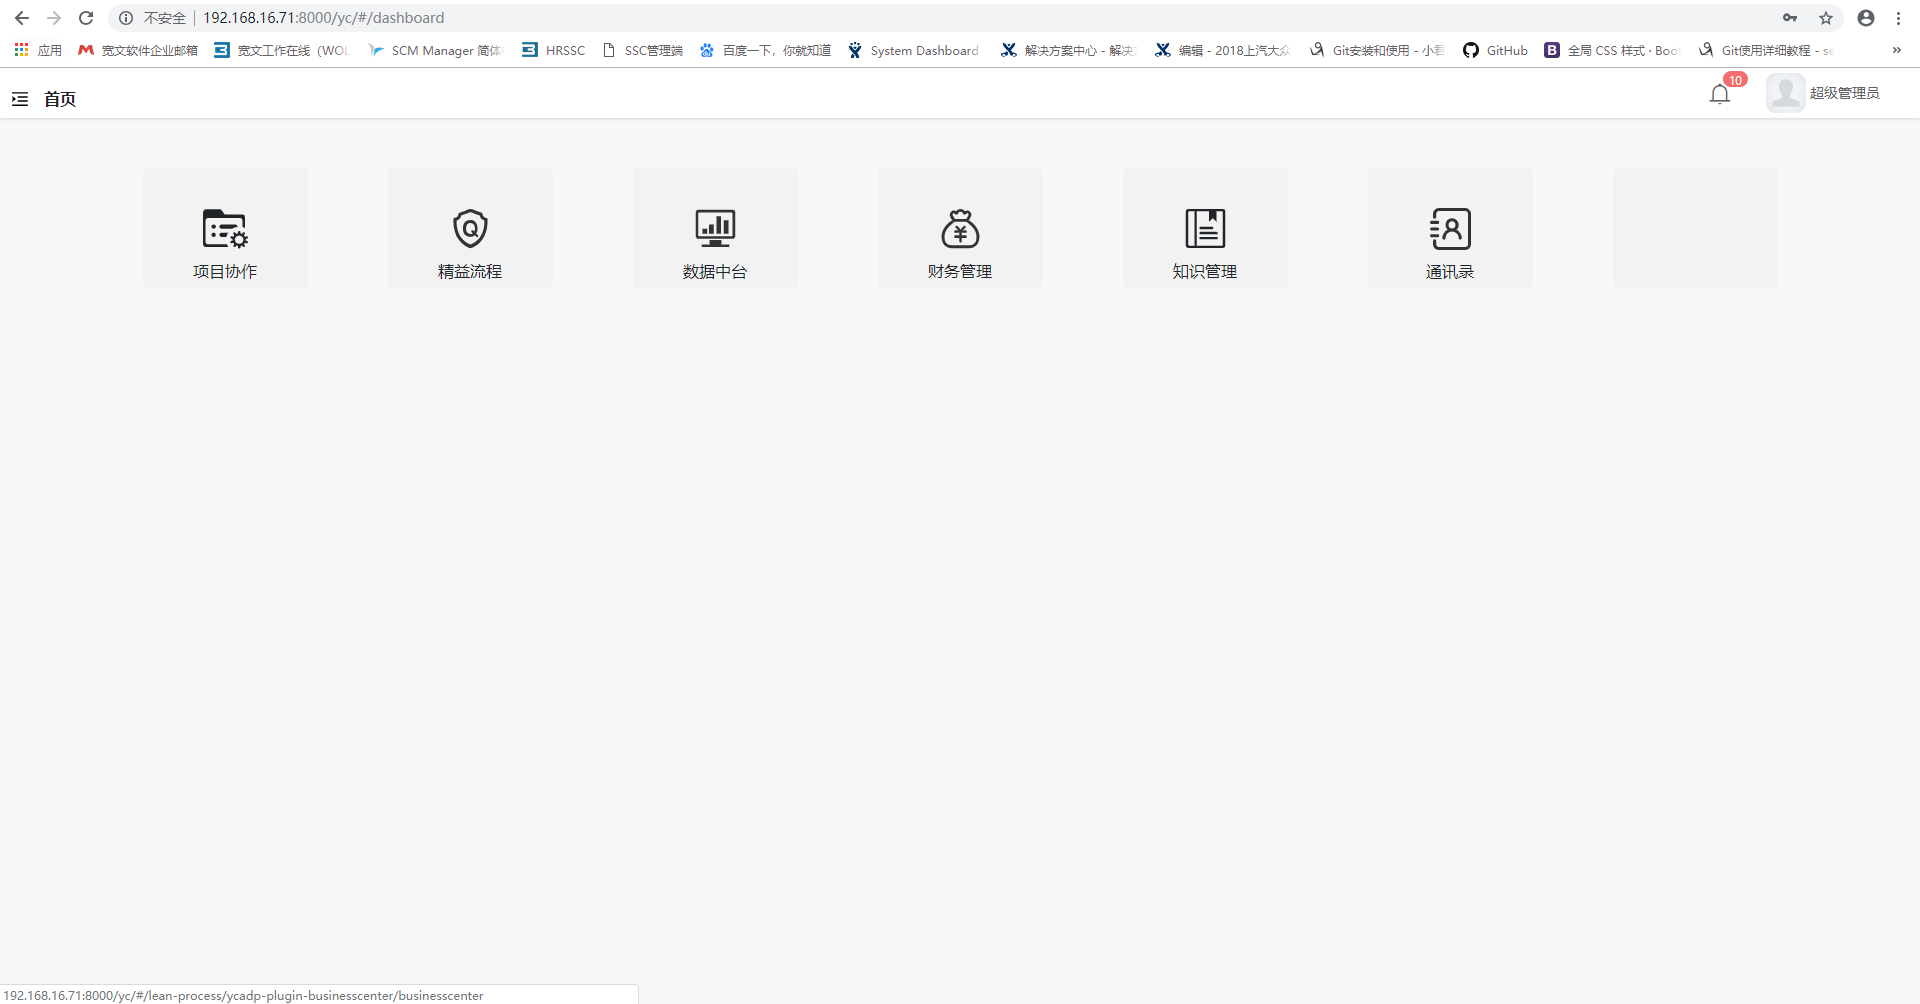 不安全 192.168.16.71:8000/yc/#/dashboard
应用 宽文软件企业邮箱 宽文工作在线（WOL SCM Manager 简体 HRSSC SSC管理端 百度一下，你就知道 System Dashboard 解决方案中心 - 解决 编辑 - 2018上汽大众 Git安装和使用 - 小君 GitHub B 全局 CSS 样式 · Boo Git使用详细教程 - se »
首页 10 超级管理员
项目协作 精益流程 数据中台 财务管理 知识管理 通讯录
192.168.16.71:8000/yc/#/lean-process/ycadp-plugin-businesscenter/businesscenter